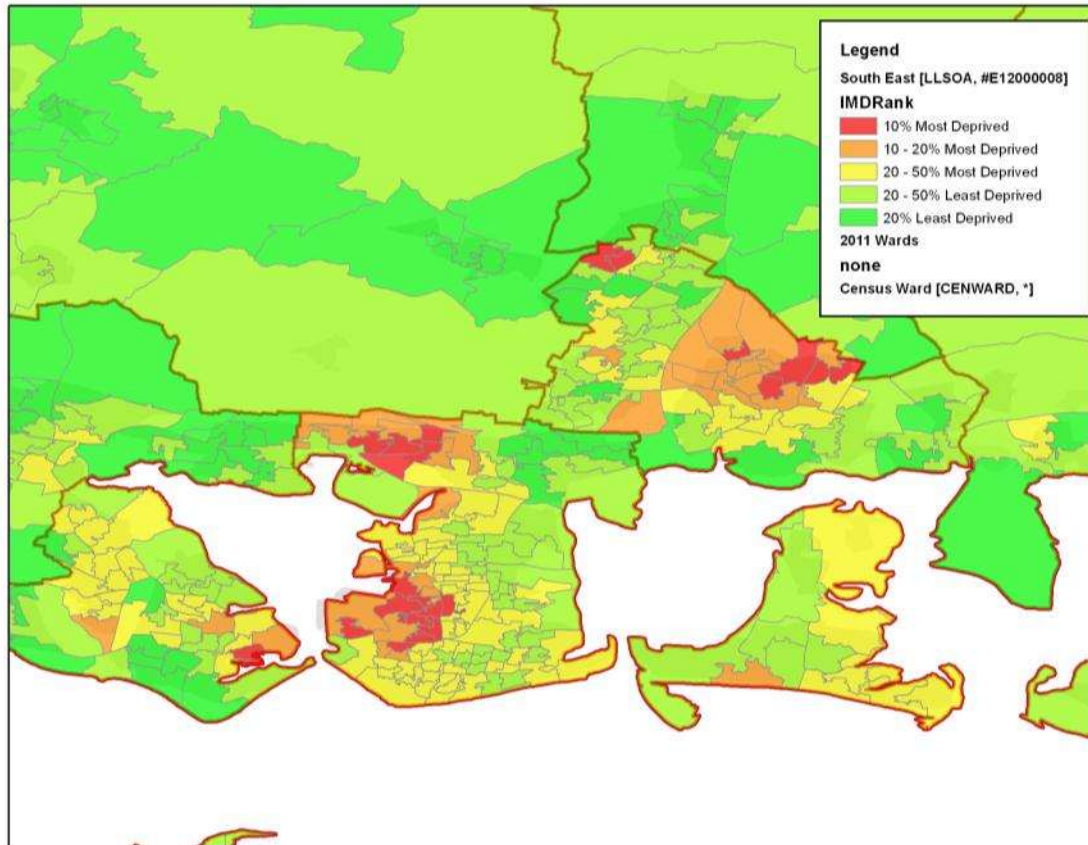 Legend
South East [LLSOA, #E12000008]
IMDRank
10% Most Deprived
10 - 20% Most Deprived
20 - 50% Most Deprived
20 - 50% Least Deprived
20% Least Deprived
2011 Wards
none
Census Ward [CENWARD, *]